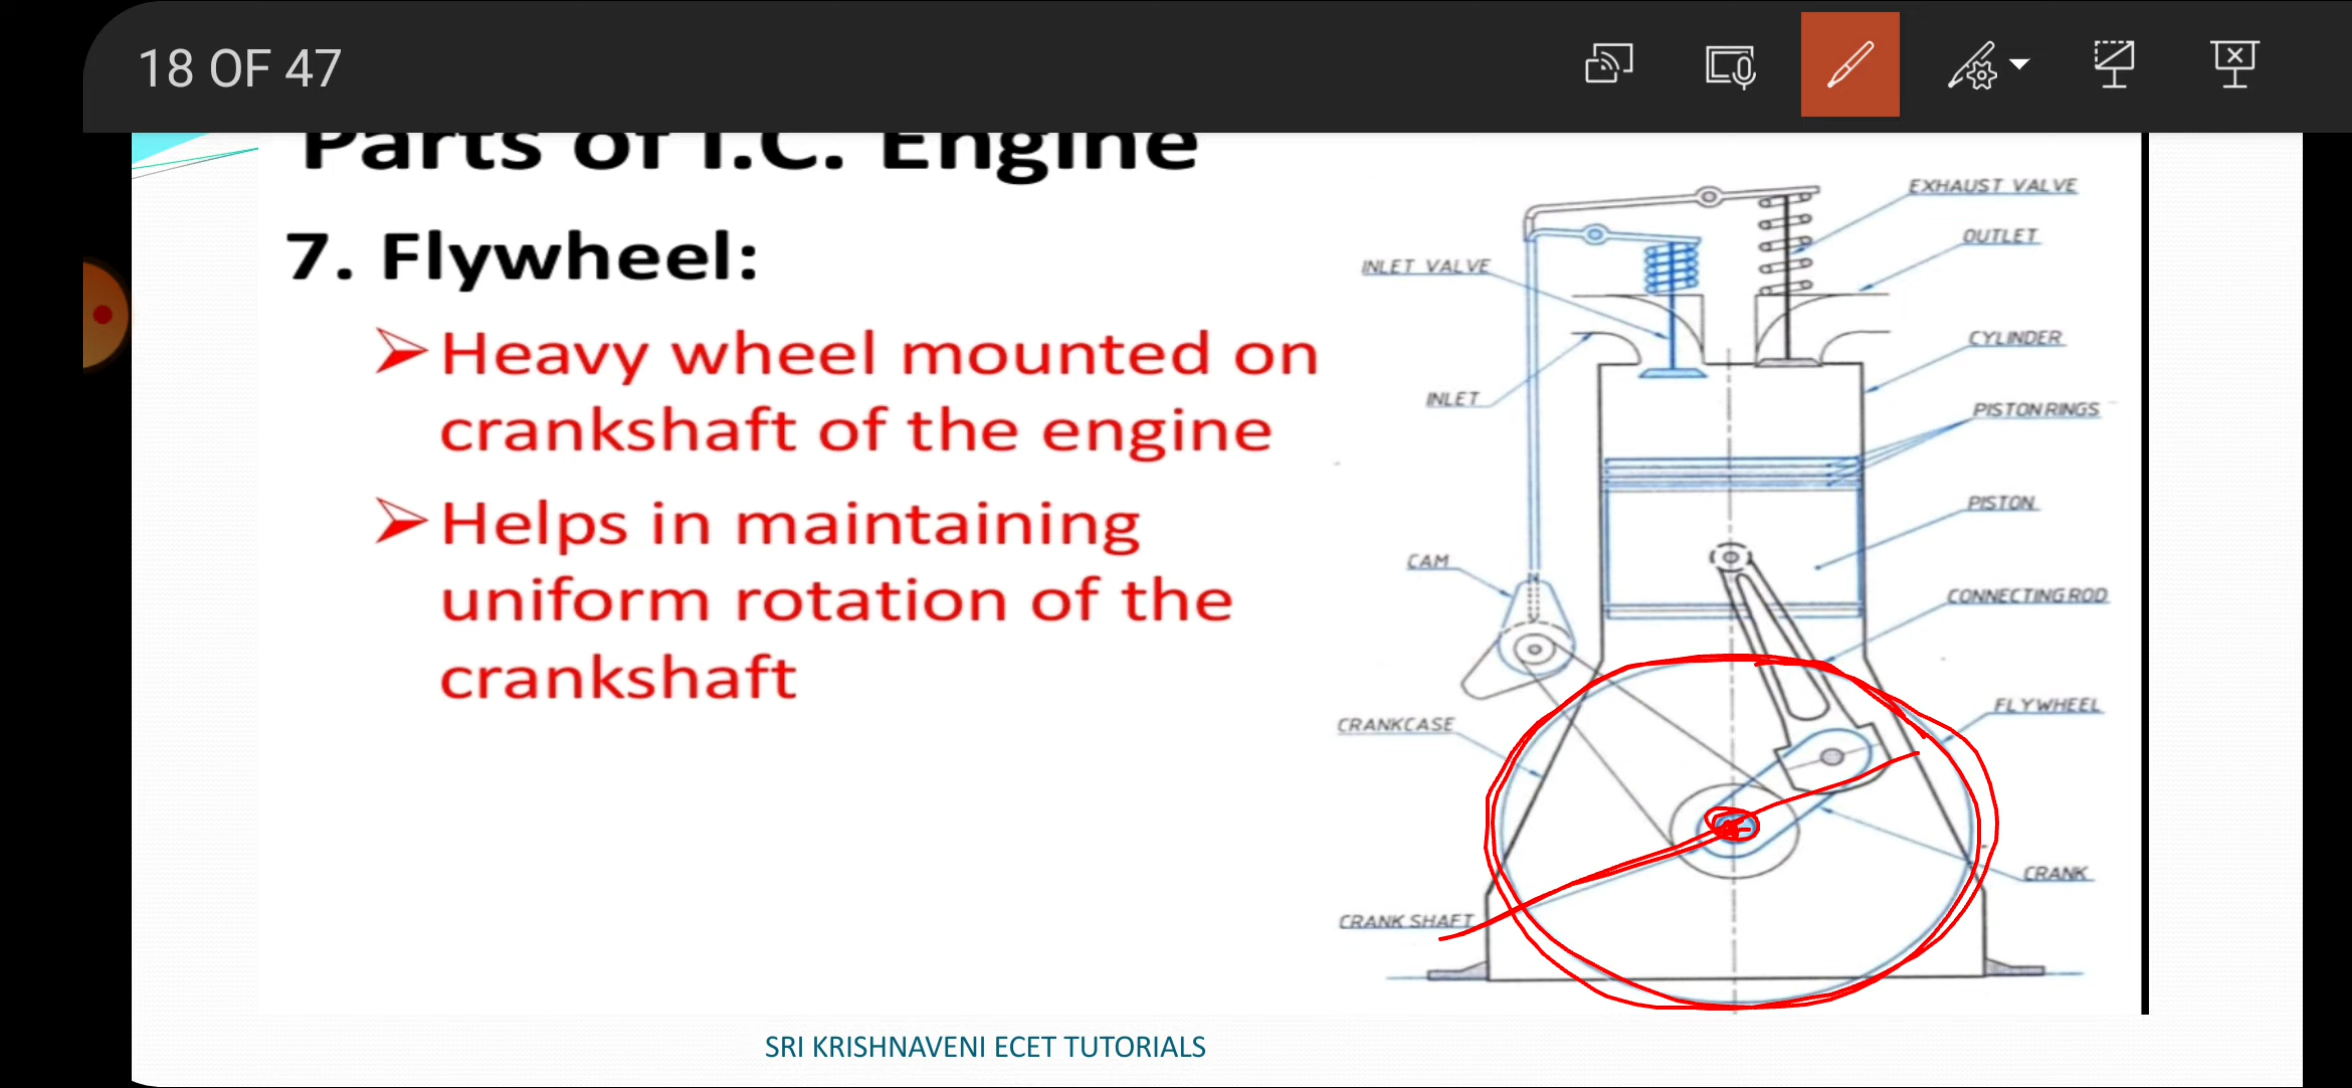 18 OF 47
Parts of I.C. Engine
7. Flywheel:
Heavy wheel mounted on
crankshaft of the engine
Helps in maintaining
uniform rotation of the
crankshaft
EXHAUST VALVE
OUTLET
INLET VALVE
CYLINDER
INLET
PISTON RINGS
PISTON
CAM
CONNECTING ROD
FLYWHEEL
CRANKCASE
CRANK
CRANK SHAFT
SRI KRISHNAVENI ECET TUTORIALS